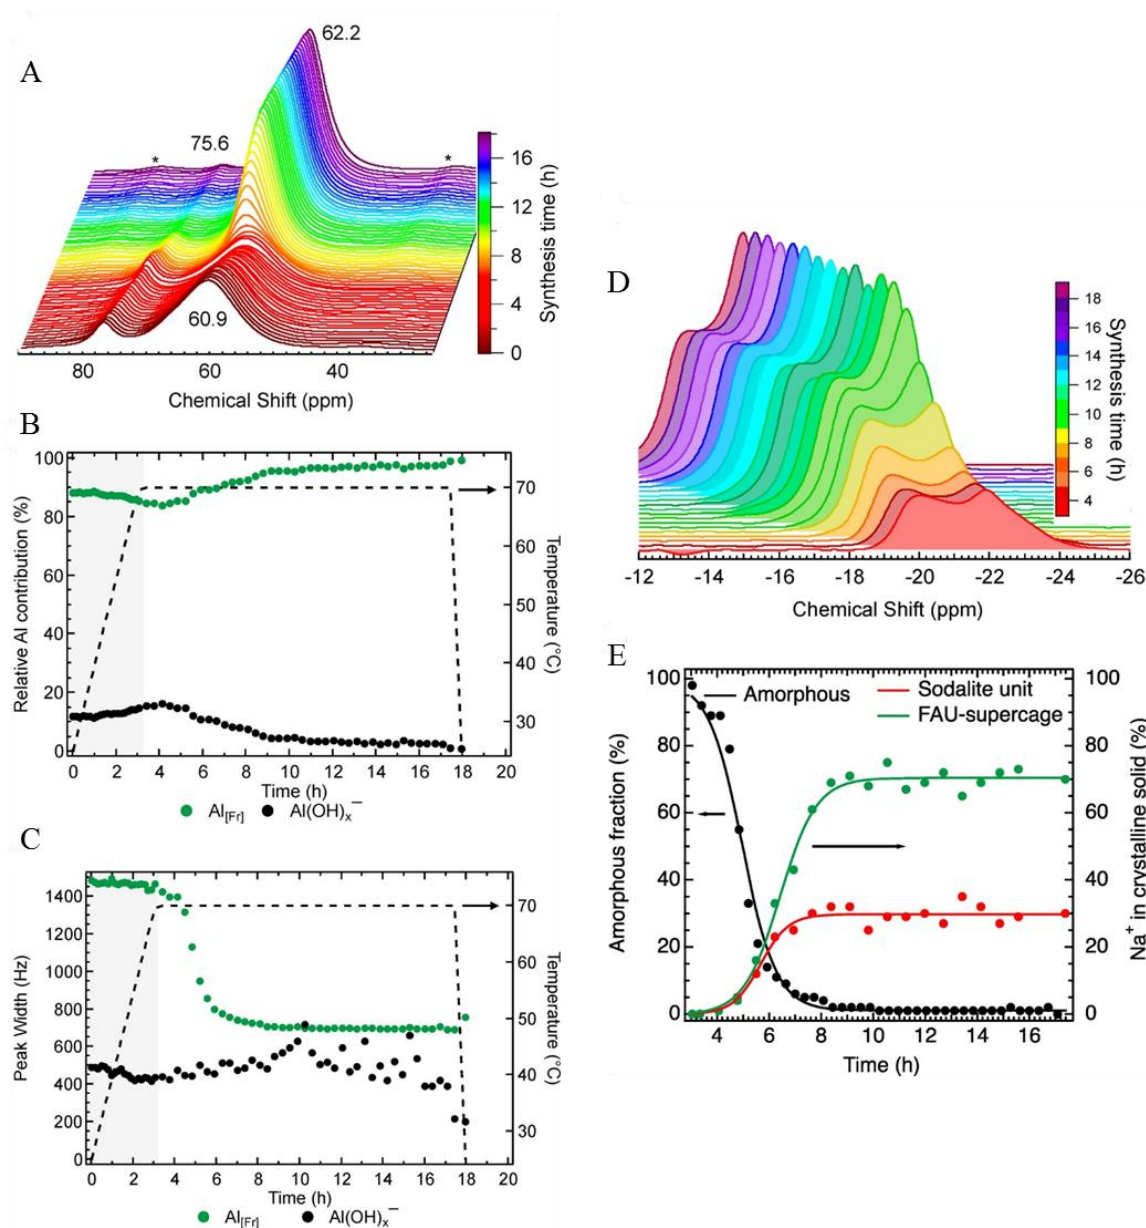 A
62.2
75.6
*
*
60.9
80
60
40
Chemical Shift (ppm)
16
12
8
4
0
Synthesis time (h)
B
100
80
60
40
20
0
Relative Al contribution (%)
70
60
50
40
30
Temperature (°C)
0 2 4 6 8 10 12 14 16 18 20
Time (h)
Al[Fr] Al(OH)x−
C
1400
1200
1000
800
600
400
200
0
Peak Width (Hz)
70
60
50
40
30
Temperature (°C)
0 2 4 6 8 10 12 14 16 18 20
Time (h)
Al[Fr] Al(OH)x−
D
18
16
14
12
10
9
8
6
4
Synthesis time (h)
-12 -14 -16 -18 -20 -22 -24 -26
Chemical Shift (ppm)
E
Amorphous
Sodalite unit
FAU-supercage
100
80
60
40
20
0
Amorphous fraction (%)
100
80
60
40
20
0
Na+ in crystalline solid (%)
4 6 8 10 12 14 16
Time (h)